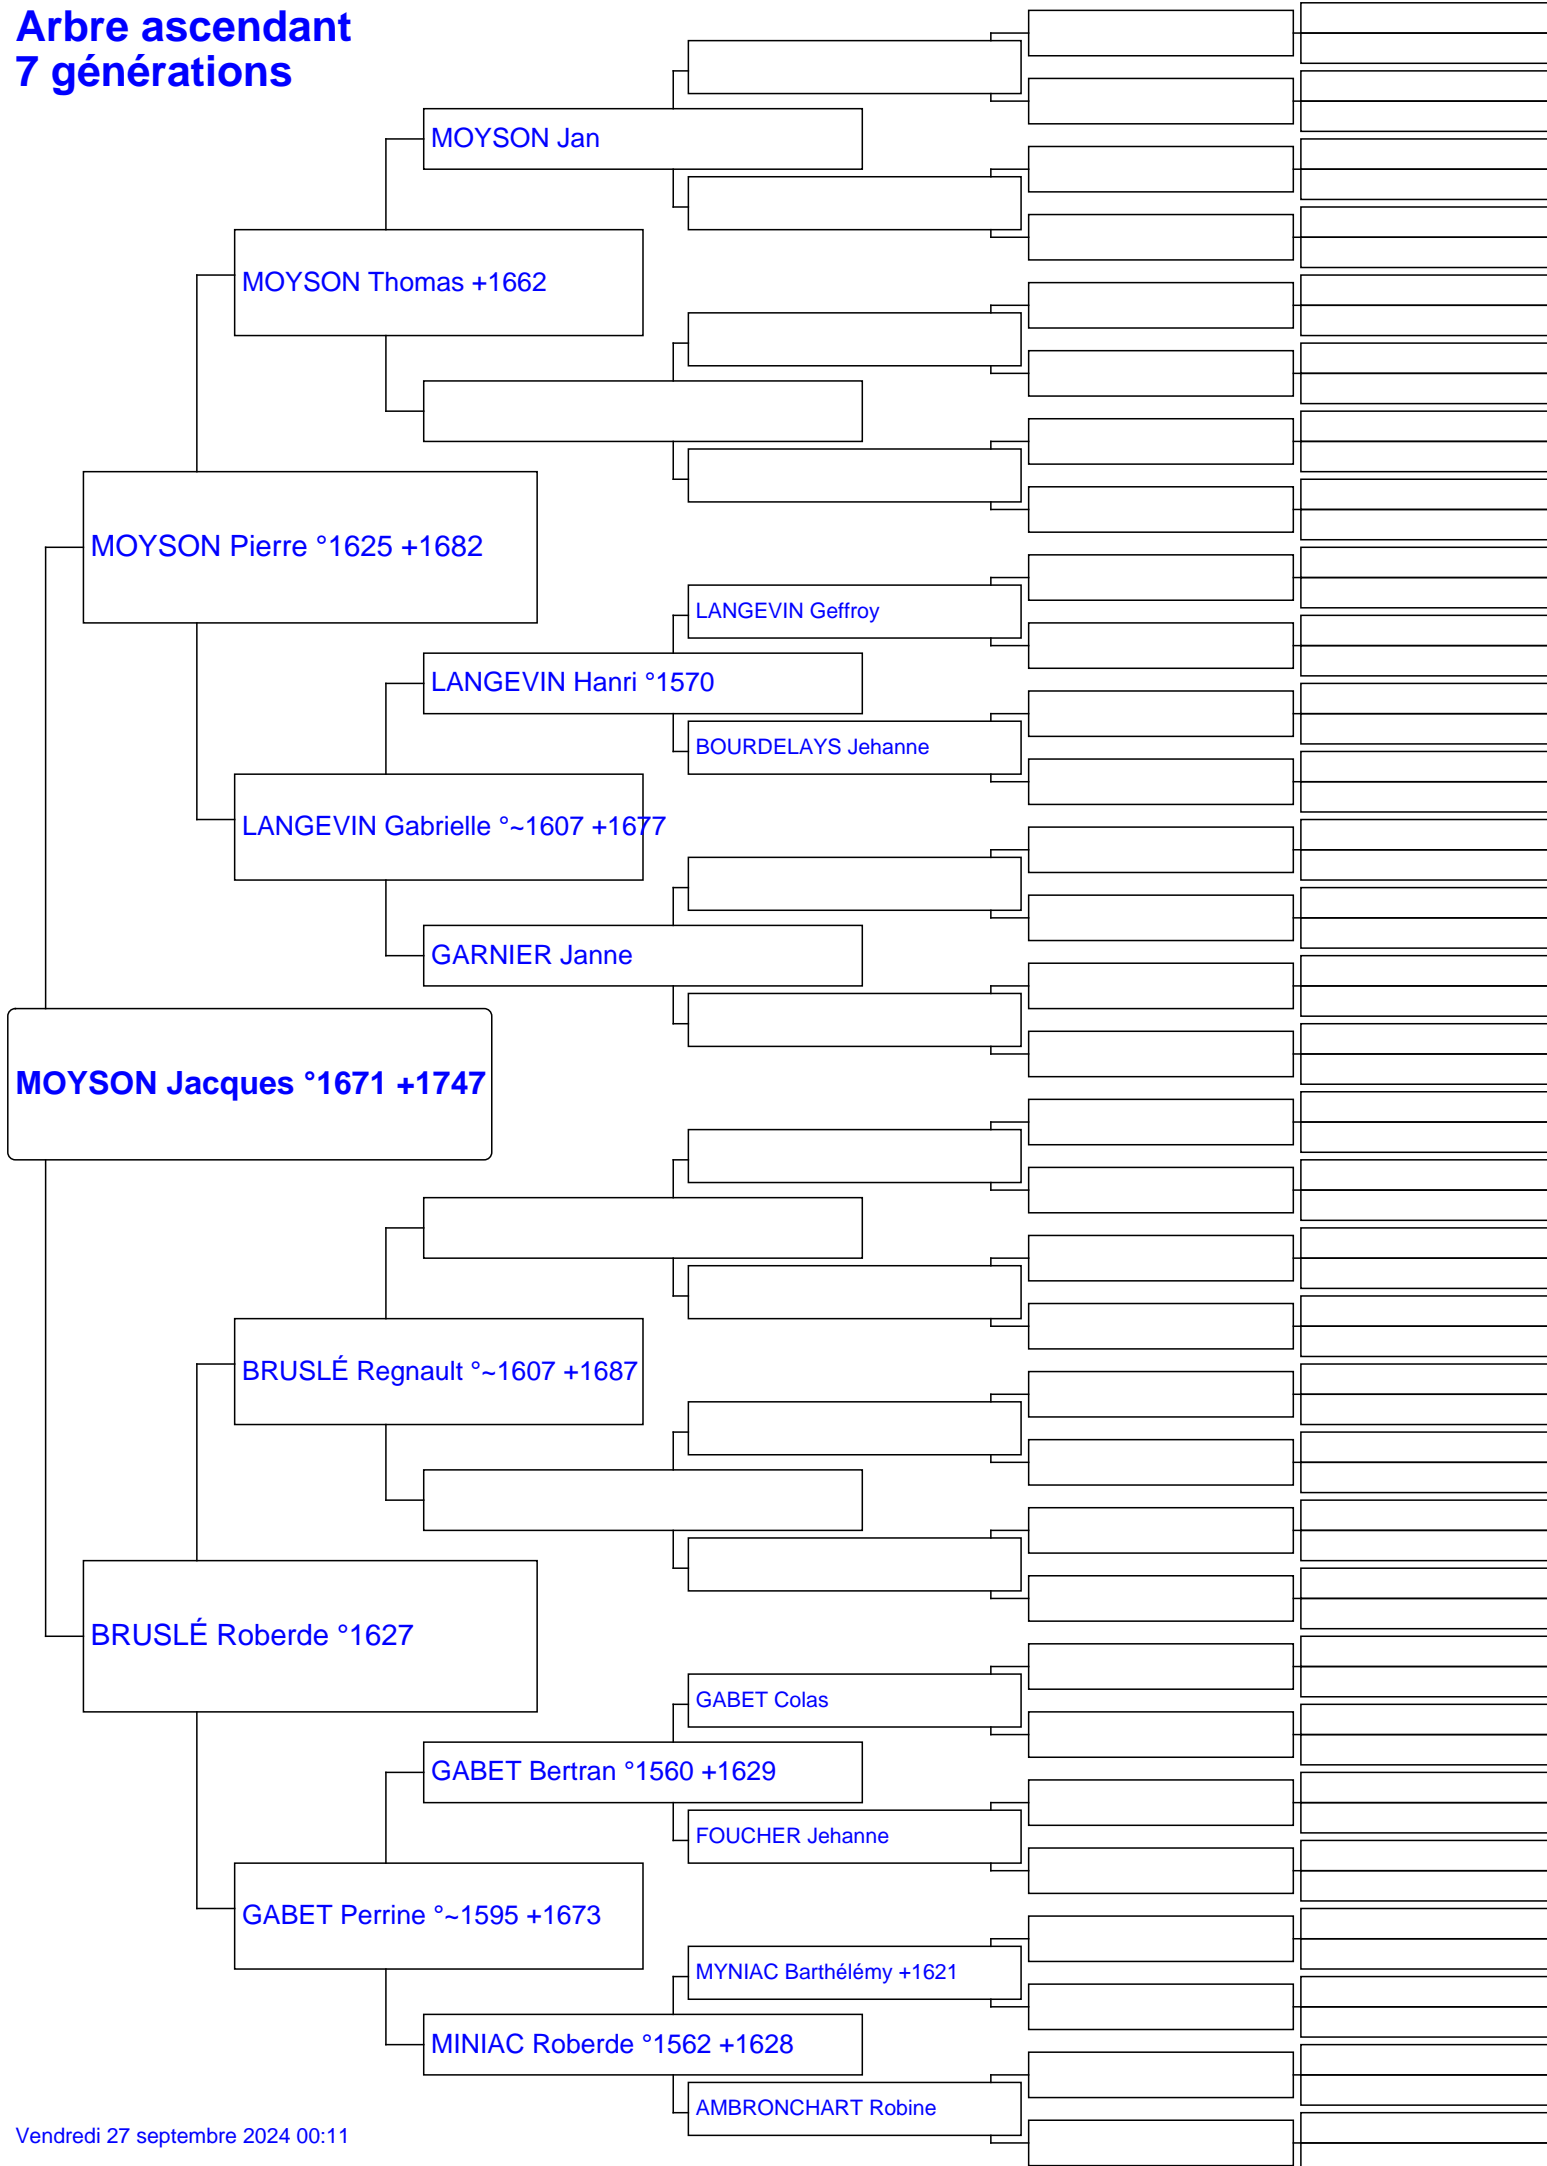 Arbre ascendant
7 générations
MOYSON Jan
MOYSON Thomas +1662
MOYSON Pierre °1625 +1682
LANGEVIN Geffroy
LANGEVIN Hanri °1570
BOURDELAYS Jehanne
LANGEVIN Gabrielle °~1607 +1677
GARNIER Janne
MOYSON Jacques °1671 +1747
BRUSLÉ Regnault °~1607 +1687
BRUSLÉ Roberde °1627
GABET Colas
GABET Bertran °1560 +1629
FOUCHER Jehanne
GABET Perrine °~1595 +1673
MYNIAC Barthélémy +1621
MINIAC Roberde °1562 +1628
AMBRONCHART Robine
Vendredi 27 septembre 2024 00:11